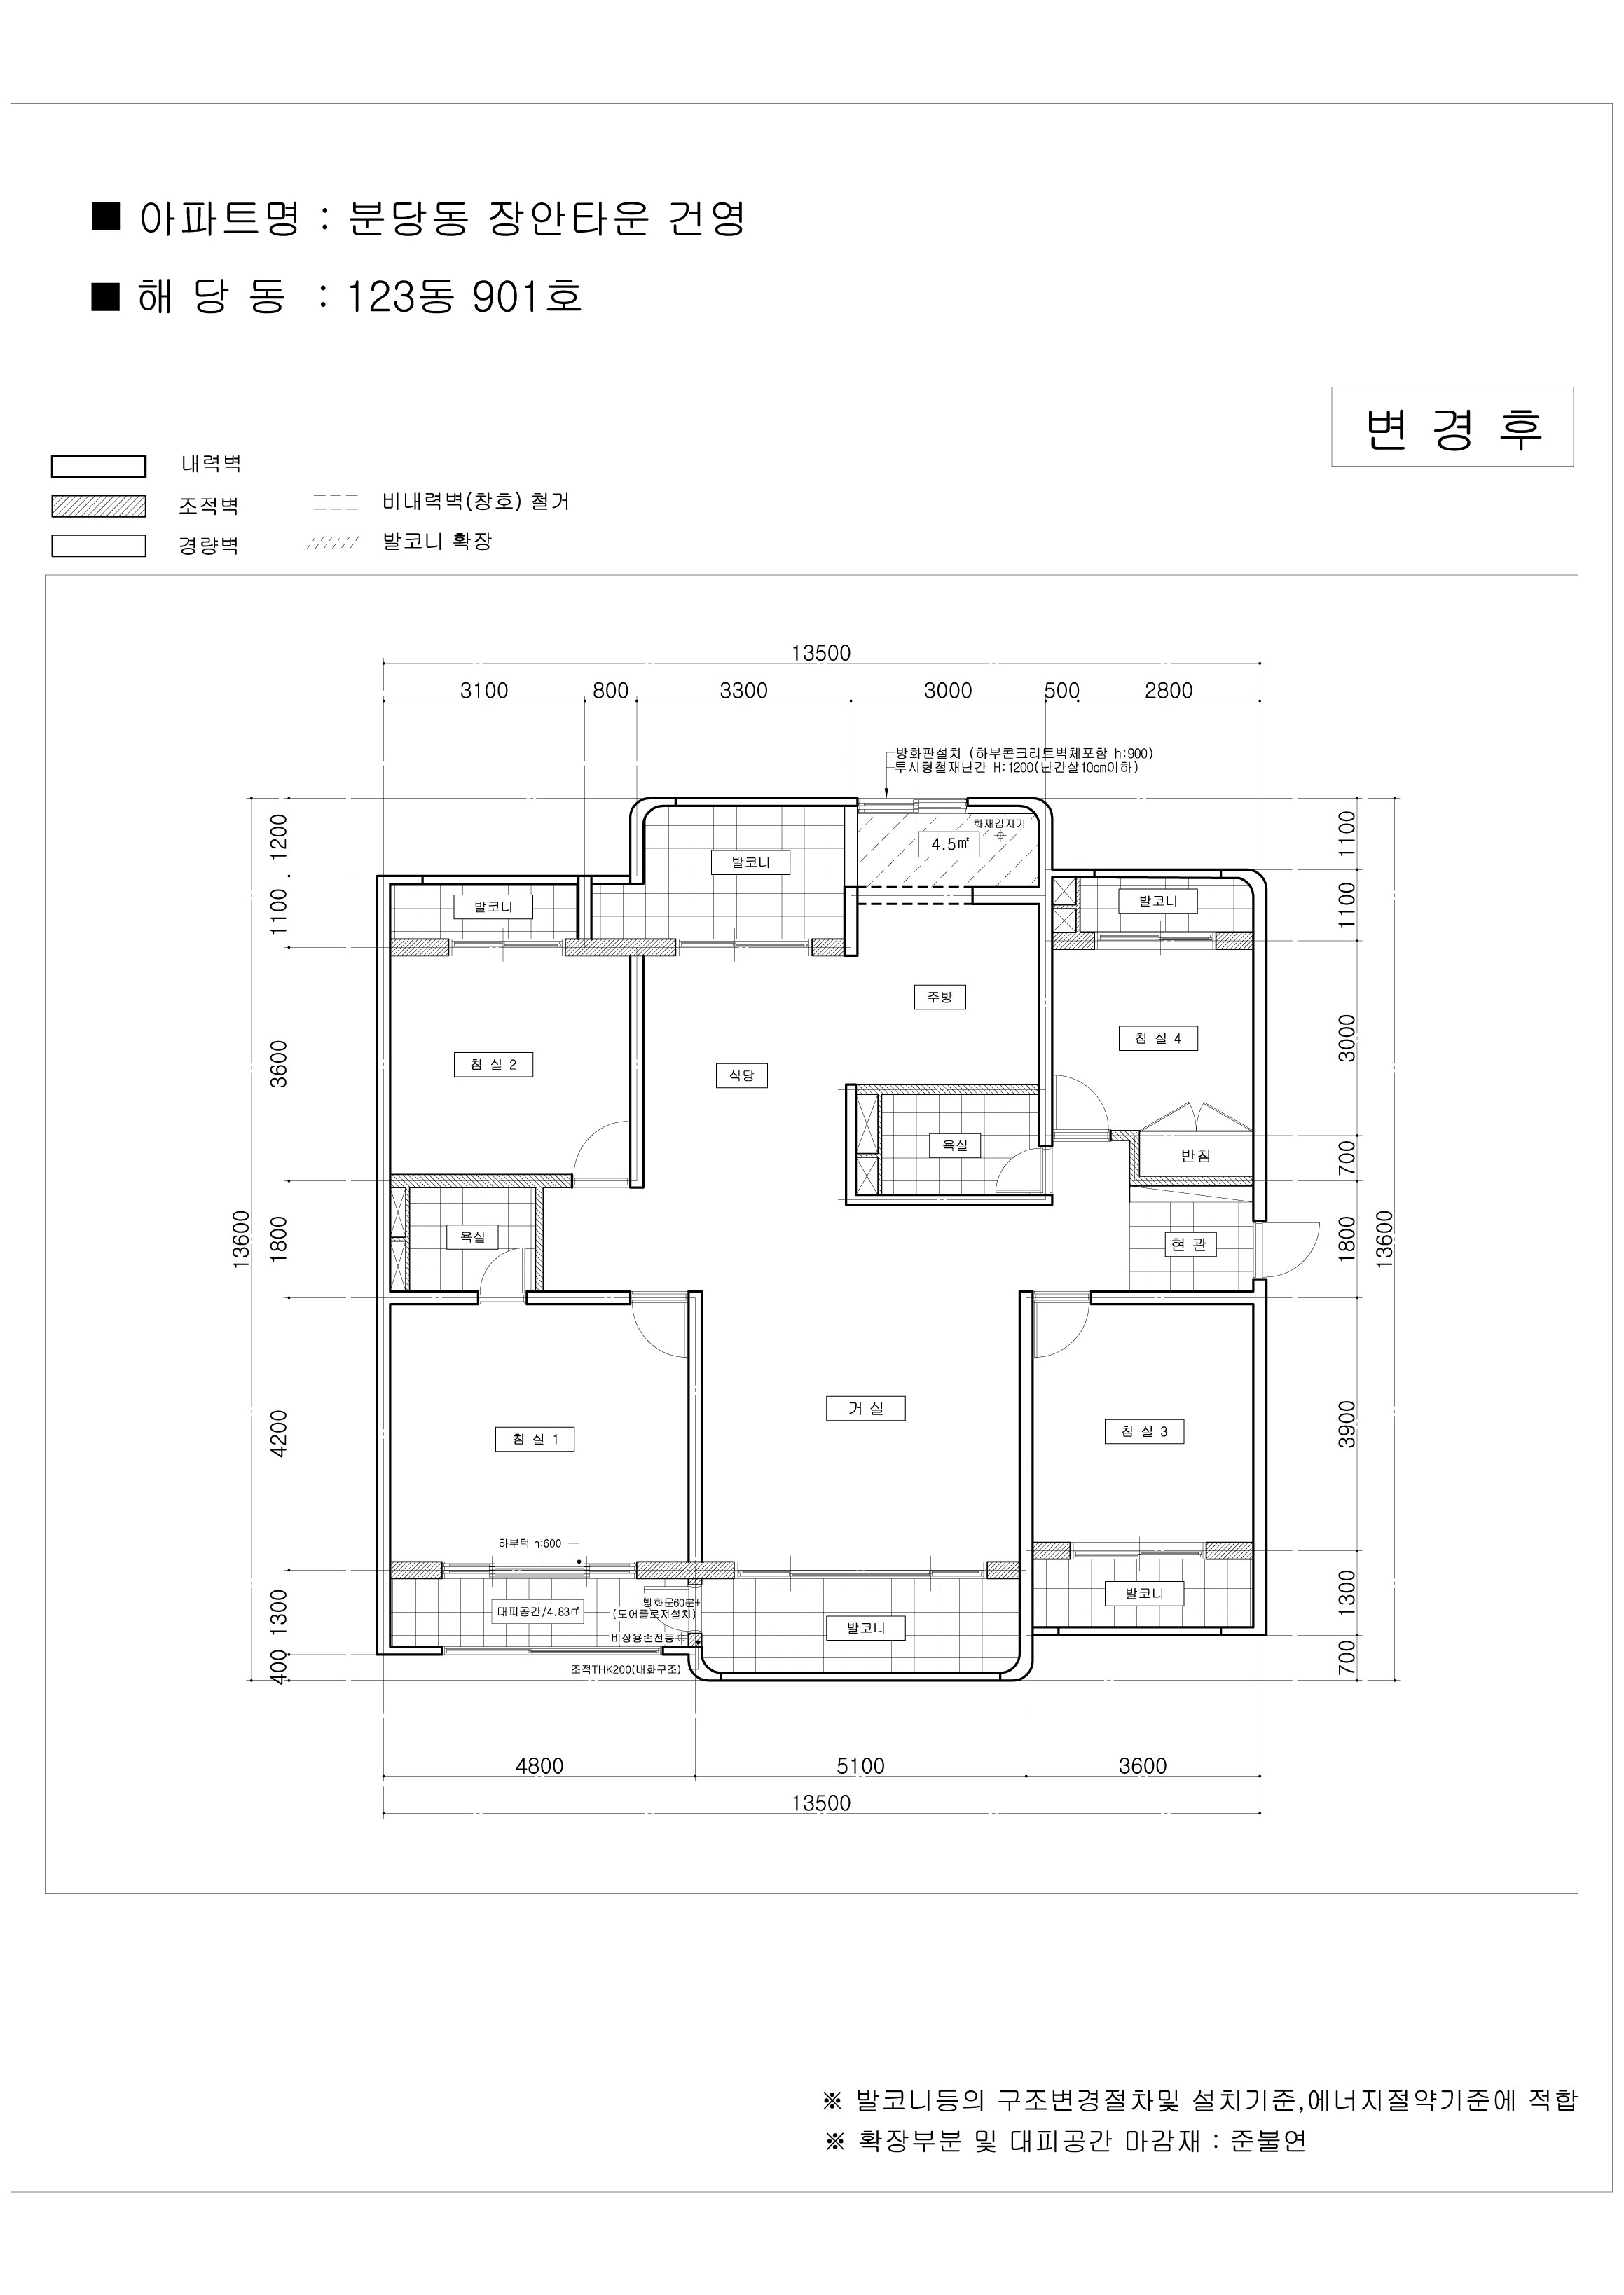 ■ 아파트명 : 분당동 장안타운 건영
■ 해 당 동 : 123동 901호
변 경 후
내력벽
조적벽
비내력벽(창호) 철거
경량벽
발코니 확장
13500
3100 800 3300 3000 500 2800
방화판설치 (하부콘크리트벽체포함 h:900)
투시형철재난간 H:1200(난간살10cm이하)
화재감지기
4.5㎡
발코니
발코니
발코니
1200
1100
3600
1800
4200
1300
400
13600
1100
1100
3000
700
1800
3900
1300
700
13600
주방
침 실 4
침 실 2
식당
욕실
반침
욕실
현 관
거 실
침 실 1
침 실 3
하부턱 h:600
발코니
대피공간/4.83㎡
방화문60분+
(도어클로져설치)
발코니
비상용손전등
조적THK200(내화구조)
4800 5100 3600
13500
※ 발코니등의 구조변경절차및 설치기준,에너지절약기준에 적합
※ 확장부분 및 대피공간 마감재 : 준불연